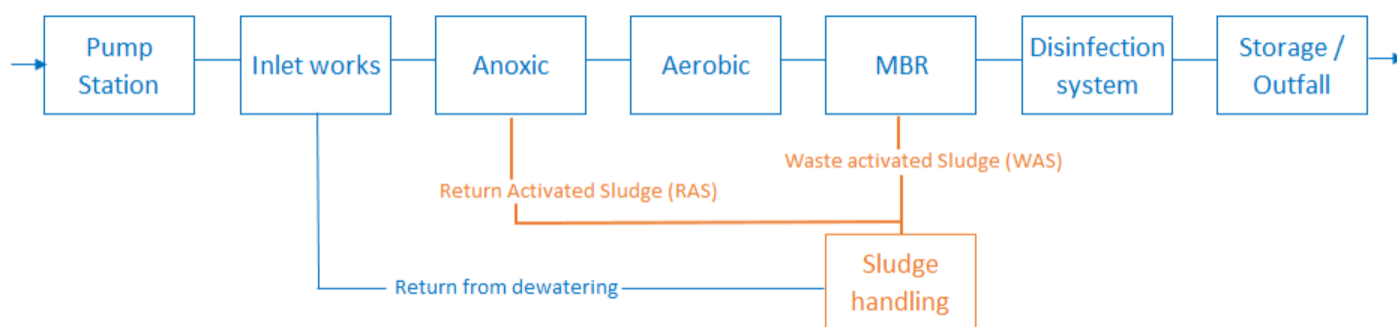 Pump
Station
Inlet works
Anoxic
Aerobic
MBR
Disinfection
system
Storage /
Outfall
Waste activated Sludge (WAS)
Return Activated Sludge (RAS)
Sludge
handling
Return from dewatering